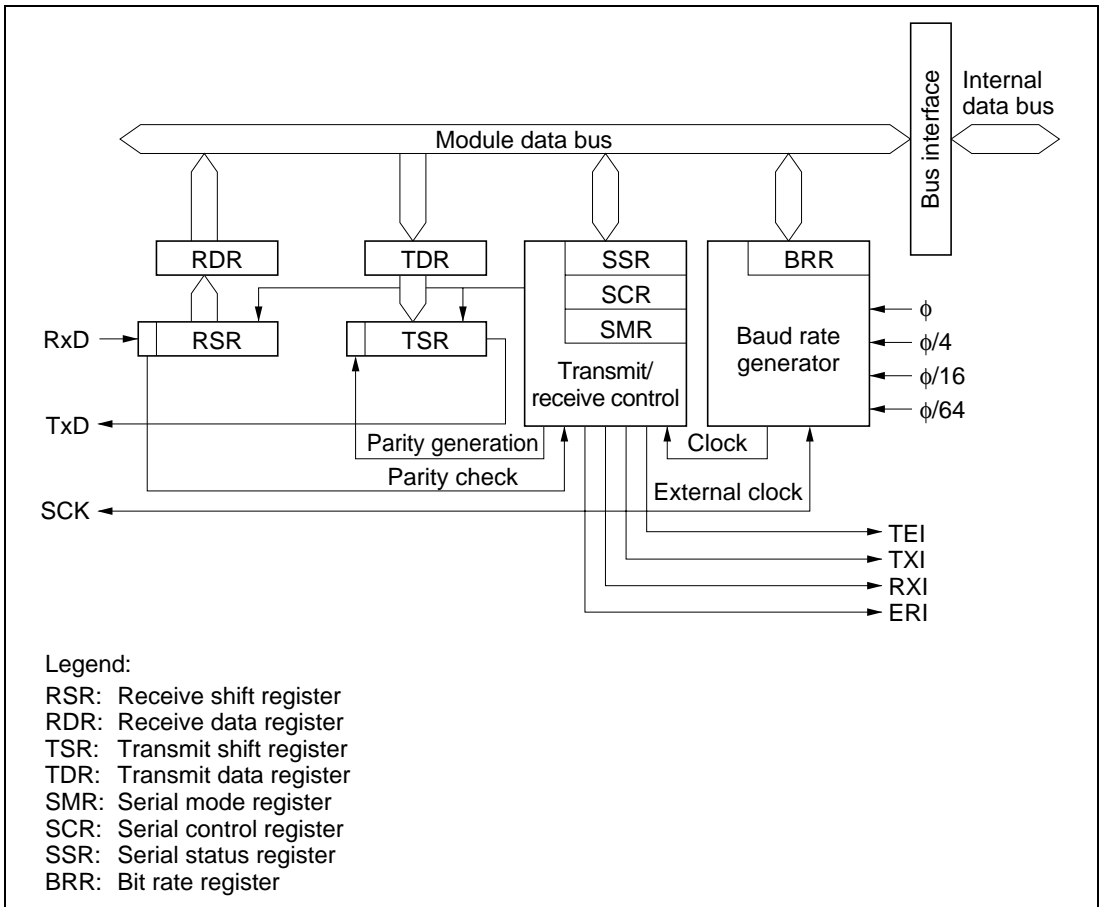 Internal
data bus
Bus interface
Module data bus
RDR
TDR
SSR
BRR
SCR
SMR
RxD
RSR
TSR
Transmit/
receive control
Baud rate
generator
φ
φ/4
φ/16
φ/64
TxD
Parity generation
Clock
Parity check
External clock
SCK
TEI
TXI
RXI
ERI
Legend:
RSR: Receive shift register
RDR: Receive data register
TSR: Transmit shift register
TDR: Transmit data register
SMR: Serial mode register
SCR: Serial control register
SSR: Serial status register
BRR: Bit rate register